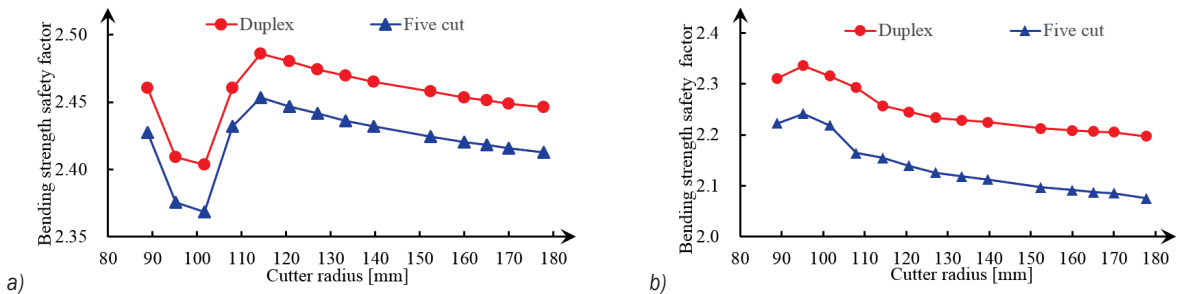 Bending strength safety factor
Duplex
Five cut
2.50
2.45
2.40
2.35
80 90 100 110 120 130 140 150 160 170 180
Cutter radius [mm]
a)
Bending strength safety factor
Duplex
Five cut
2.4
2.3
2.2
2.1
2.0
80 90 100 110 120 130 140 150 160 170 180
Cutter radius [mm]
b)